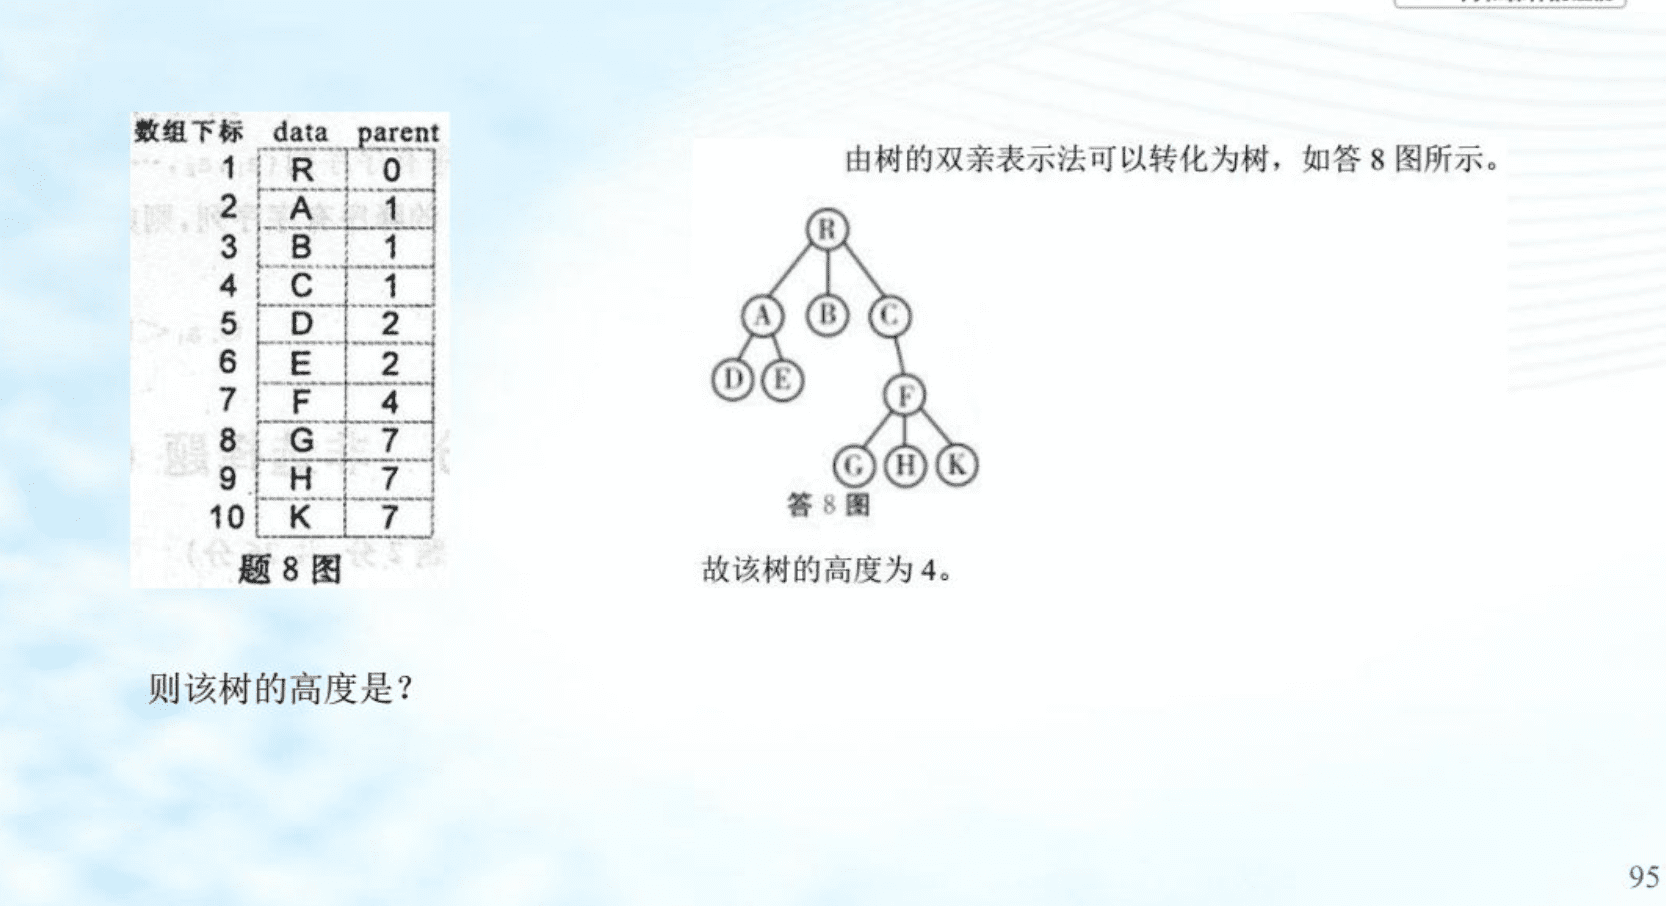 数组下标 data parent
1 R 0
2 A 1
3 B 1
4 C 1
5 D 2
6 E 2
7 F 4
8 G 7
9 H 7
10 K 7
题 8 图
则该树的高度是？
由树的双亲表示法可以转化为树，如答 8 图所示。
R
A B C
D E
F
G H K
答 8 图
故该树的高度为 4。
95